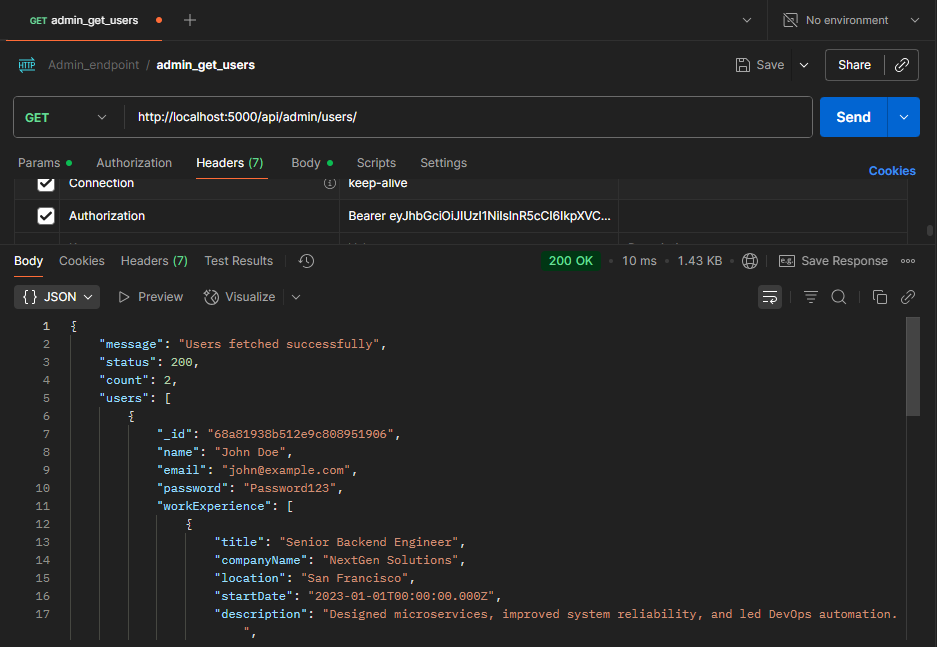 GET admin_get_users
No environment
Admin_endpoint / admin_get_users
Save
Share
GET http://localhost:5000/api/admin/users/
Send
Params Authorization Headers (7) Body Scripts Settings
Cookies
Connection keep-alive
Authorization Bearer eyJhbGciOiJIUzI1NiIsInR5cCI6IkpXVC...
Body Cookies Headers (7) Test Results 200 OK 10 ms 1.43 KB Save Response
{} JSON Preview Visualize
1 {
2 "message": "Users fetched successfully",
3 "status": 200,
4 "count": 2,
5 "users": [
6 {
7 "_id": "68a81938b512e9c808951906",
8 "name": "John Doe",
9 "email": "john@example.com",
10 "password": "Password123",
11 "workExperience": [
12 {
13 "title": "Senior Backend Engineer",
14 "companyName": "NextGen Solutions",
15 "location": "San Francisco",
16 "startDate": "2023-01-01T00:00:00.000Z",
17 "description": "Designed microservices, improved system reliability, and led DevOps automation.
",